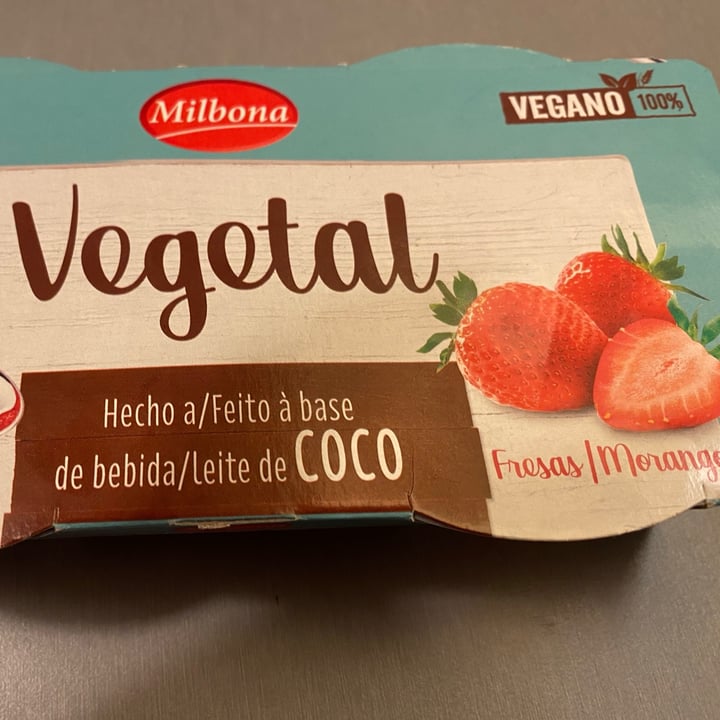 Milbona
VEGANO 100%
Vegetal
Hecho a/Feito à base
de bebida/leite de COCO
Fresas/Morango